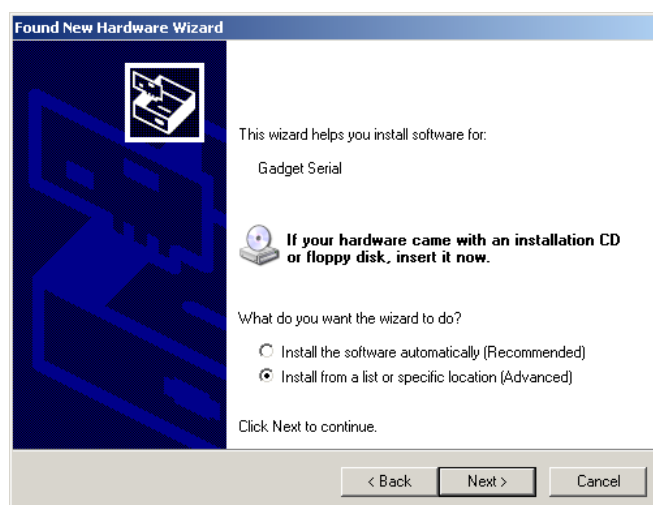 Found New Hardware Wizard
This wizard helps you install software for:
Gadget Serial
If your hardware came with an installation CD
or floppy disk, insert it now.
What do you want the wizard to do?
Install the software automatically (Recommended)
Install from a list or specific location (Advanced)
Click Next to continue.
< Back Next > Cancel